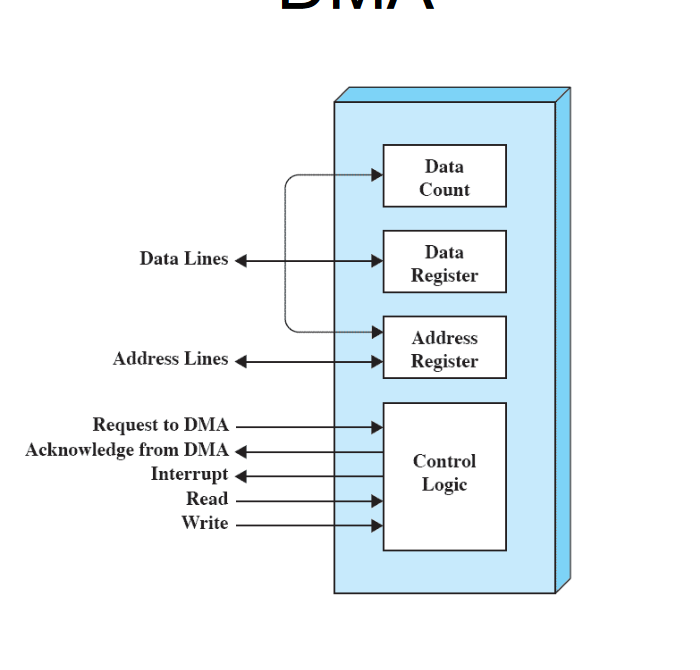 DMA
Data
Count
Data Lines
Data
Register
Address
Register
Address Lines
Request to DMA
Acknowledge from DMA
Interrupt
Read
Write
Control
Logic